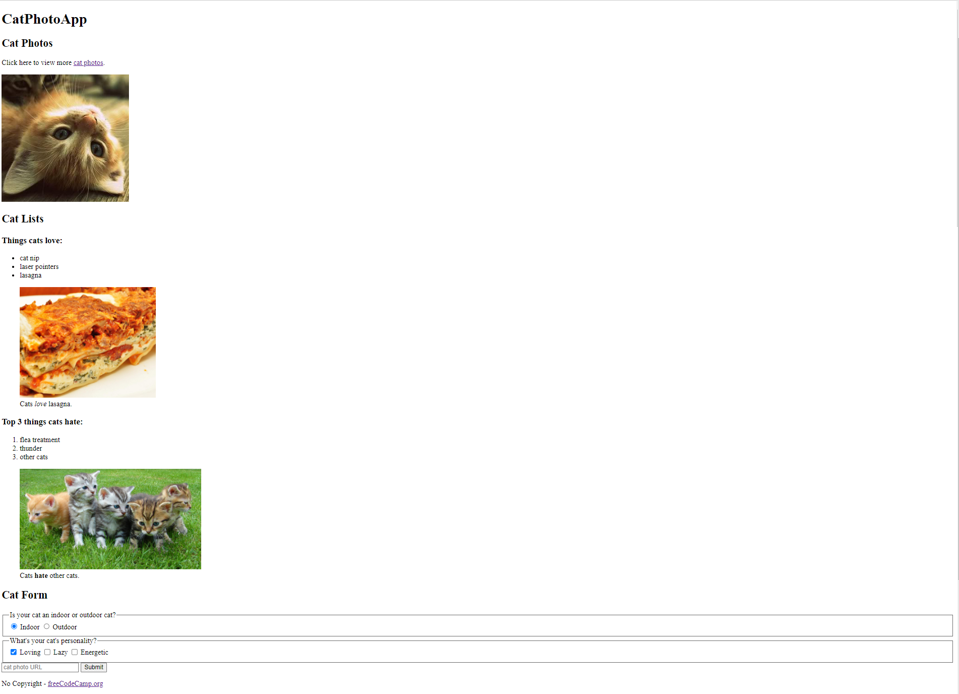 CatPhotoApp
Cat Photos
Click here to view more cat photos.
Cat Lists
Things cats love:
• cat nip
• laser pointers
• lasagna
Cats love lasagna.
Top 3 things cats hate:
1. flea treatment
2. thunder
3. other cats
Cats hate other cats.
Cat Form
Is your cat an indoor or outdoor cat?
Indoor Outdoor
What's your cat's personality?
Loving Lazy Energetic
cat photo URL Submit
No Copyright - freeCodeCamp.org